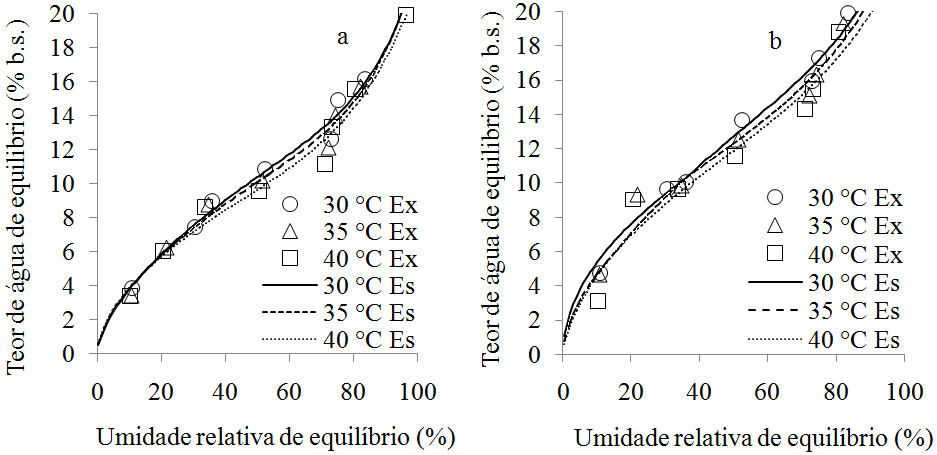 Teor de água de equilibrio (% b.s.)
20
18
16
14
12
10
8
6
4
2
0
a
30 °C Ex
35 °C Ex
40 °C Ex
30 °C Es
35 °C Es
40 °C Es
0 20 40 60 80 100
Umidade relativa de equilíbrio (%)
Teor de água de equilibrio (% b.s.)
20
18
16
14
12
10
8
6
4
2
0
b
30 °C Ex
35 °C Ex
40 °C Ex
30 °C Es
35 °C Es
40 °C Es
0 20 40 60 80 100
Umidade relativa de equilíbrio (%)